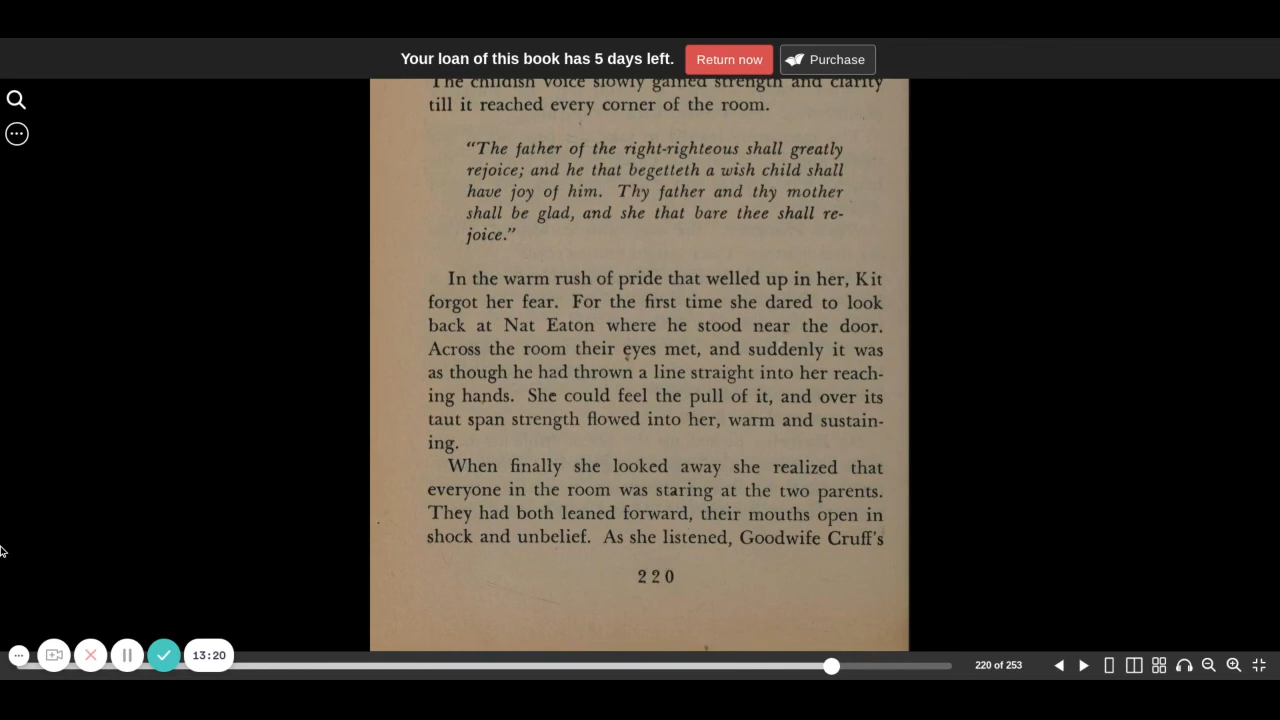 Your loan of this book has 5 days left. Return now Purchase
The childish voice slowly gained strength and clarity
till it reached every corner of the room.
“The father of the right-righteous shall greatly
rejoice; and he that begetteth a wish child shall
have joy of him. Thy father and thy mother
shall be glad, and she that bare thee shall re-
joice.”
In the warm rush of pride that welled up in her, Kit
forgot her fear. For the first time she dared to look
back at Nat Eaton where he stood near the door.
Across the room their eyes met, and suddenly it was
as though he had thrown a line straight into her reach-
ing hands. She could feel the pull of it, and over its
taut span strength flowed into her, warm and sustain-
ing.
When finally she looked away she realized that
everyone in the room was staring at the two parents.
They had both leaned forward, their mouths open in
shock and unbelief. As she listened, Goodwife Cruff’s
220
13:20
220 of 253